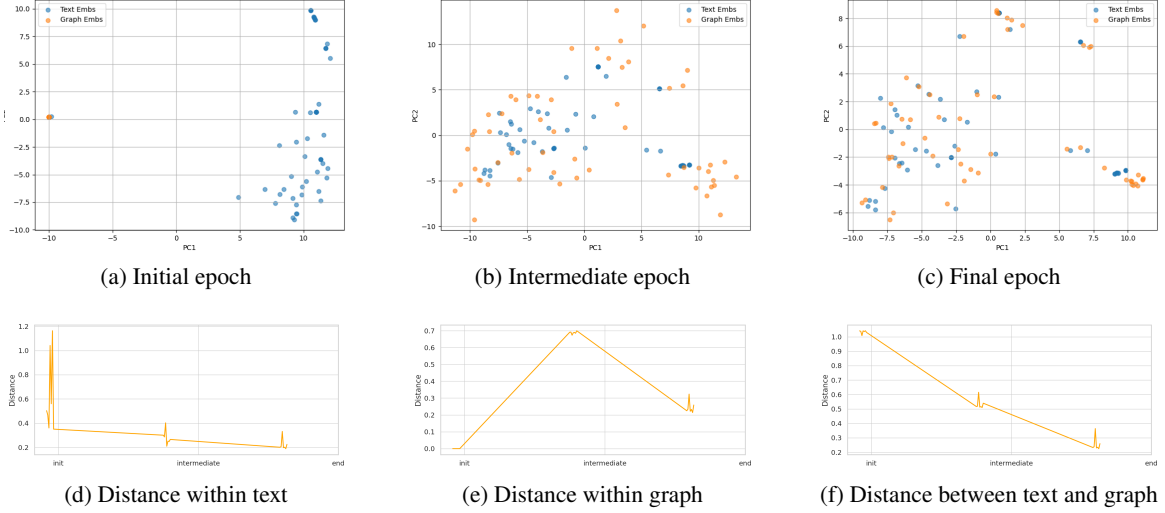 10.0
7.5
5.0
2.5
0.0
−2.5
−5.0
−7.5
−10.0
−10
−5
0
5
10
PC1
Text Embs
Graph Embs
(a) Initial epoch
10
5
0
−5
−10
PC2
−10
−5
0
5
10
PC1
Text Embs
Graph Embs
(b) Intermediate epoch
8
6
4
2
0
−2
−4
−6
PC2
−10.0
−7.5
−5.0
−2.5
0.0
2.5
5.0
7.5
10.0
PC1
Text Embs
Graph Embs
(c) Final epoch
1.2
1.0
0.8
0.6
0.4
0.2
Distance
init
intermediate
end
(d) Distance within text
0.7
0.6
0.5
0.4
0.3
0.2
0.1
0.0
Distance
init
intermediate
end
(e) Distance within graph
1.0
0.9
0.8
0.7
0.6
0.5
0.4
0.3
0.2
Distance
init
intermediate
end
(f) Distance between text and graph